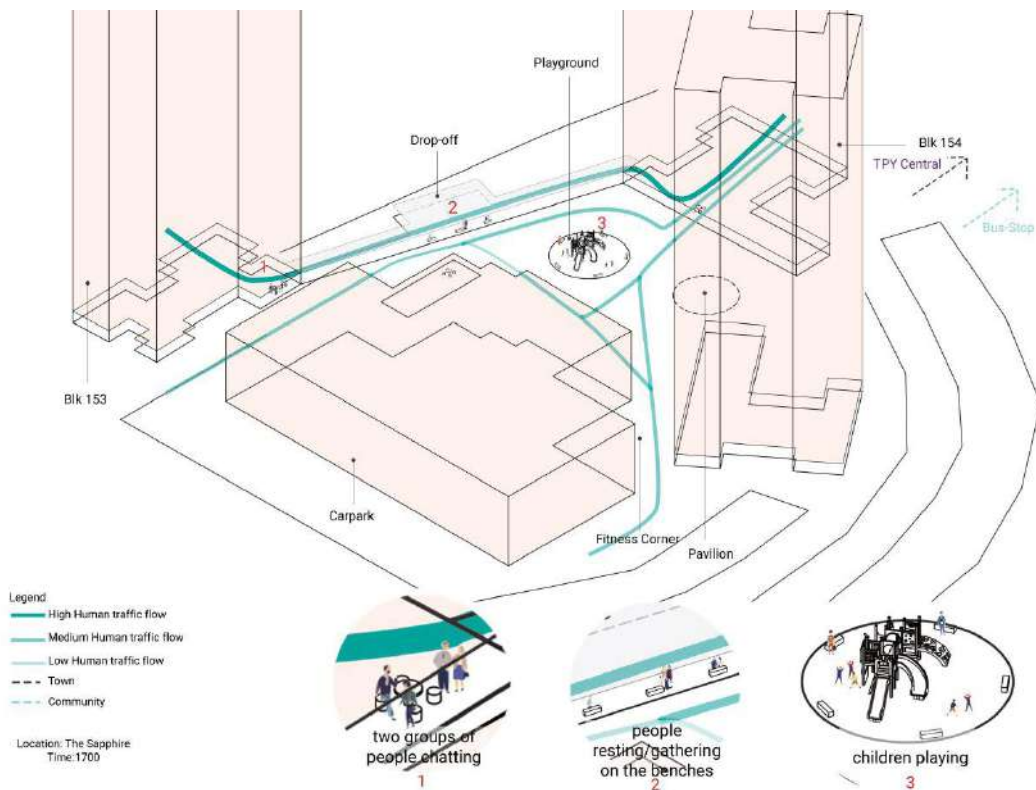 Playground
Drop-off
Blk 154
TPY Central
2
3
Bus-Stop
1
Blk 153
Carpark
Fitness Corner
Pavilion
Legend
High Human traffic flow
Medium Human traffic flow
Low Human traffic flow
Town
Community
Location: The Sapphire
Time:1700
two groups of
people chatting
1
people
resting/gathering
on the benches
2
children playing
3